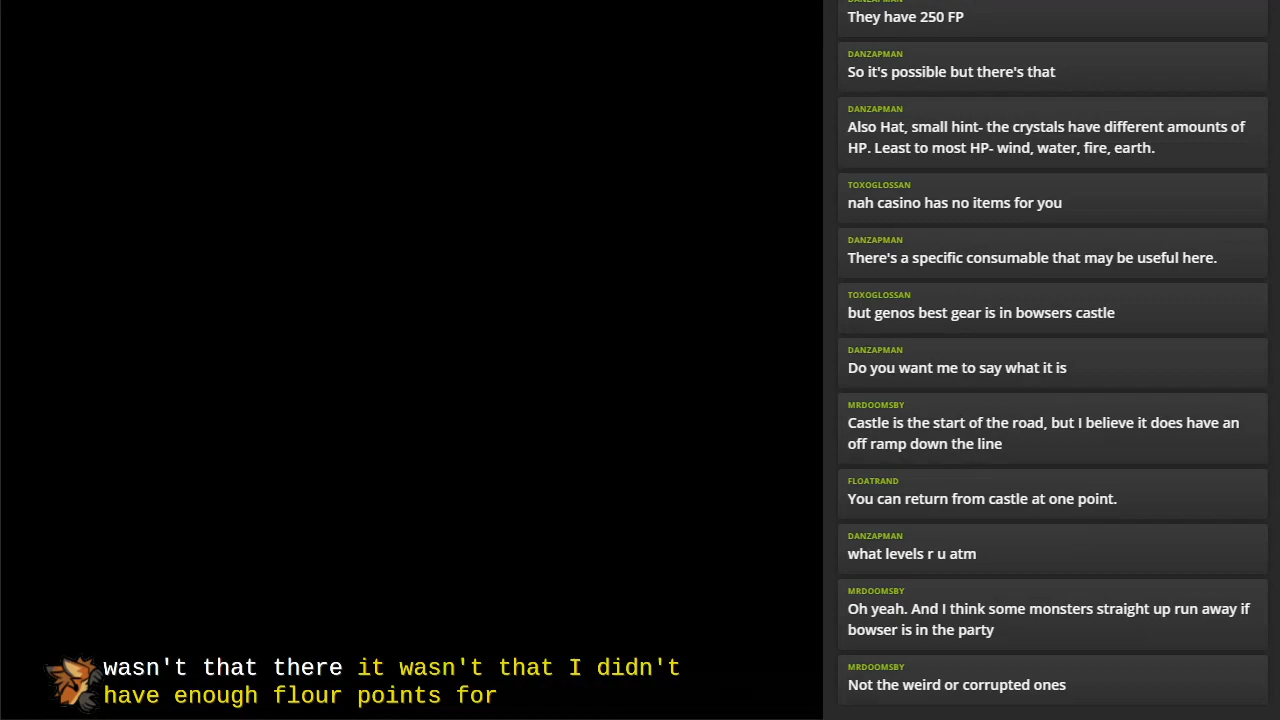 They have 250 FP
DANZAPMAN
So it's possible but there's that
DANZAPMAN
Also Hat, small hint- the crystals have different amounts of
HP. Least to most HP- wind, water, fire, earth.
TOXOGLOSSAN
nah casino has no items for you
DANZAPMAN
There's a specific consumable that may be useful here.
TOXOGLOSSAN
but genos best gear is in bowsers castle
DANZAPMAN
Do you want me to say what it is
MRDOOMSBY
Castle is the start of the road, but I believe it does have an
off ramp down the line
FLOATRAND
You can return from castle at one point.
DANZAPMAN
what levels r u atm
MRDOOMSBY
Oh yeah. And I think some monsters straight up run away if
bowser is in the party
MRDOOMSBY
Not the weird or corrupted ones
wasn't that there it wasn't that I didn't
have enough flour points for